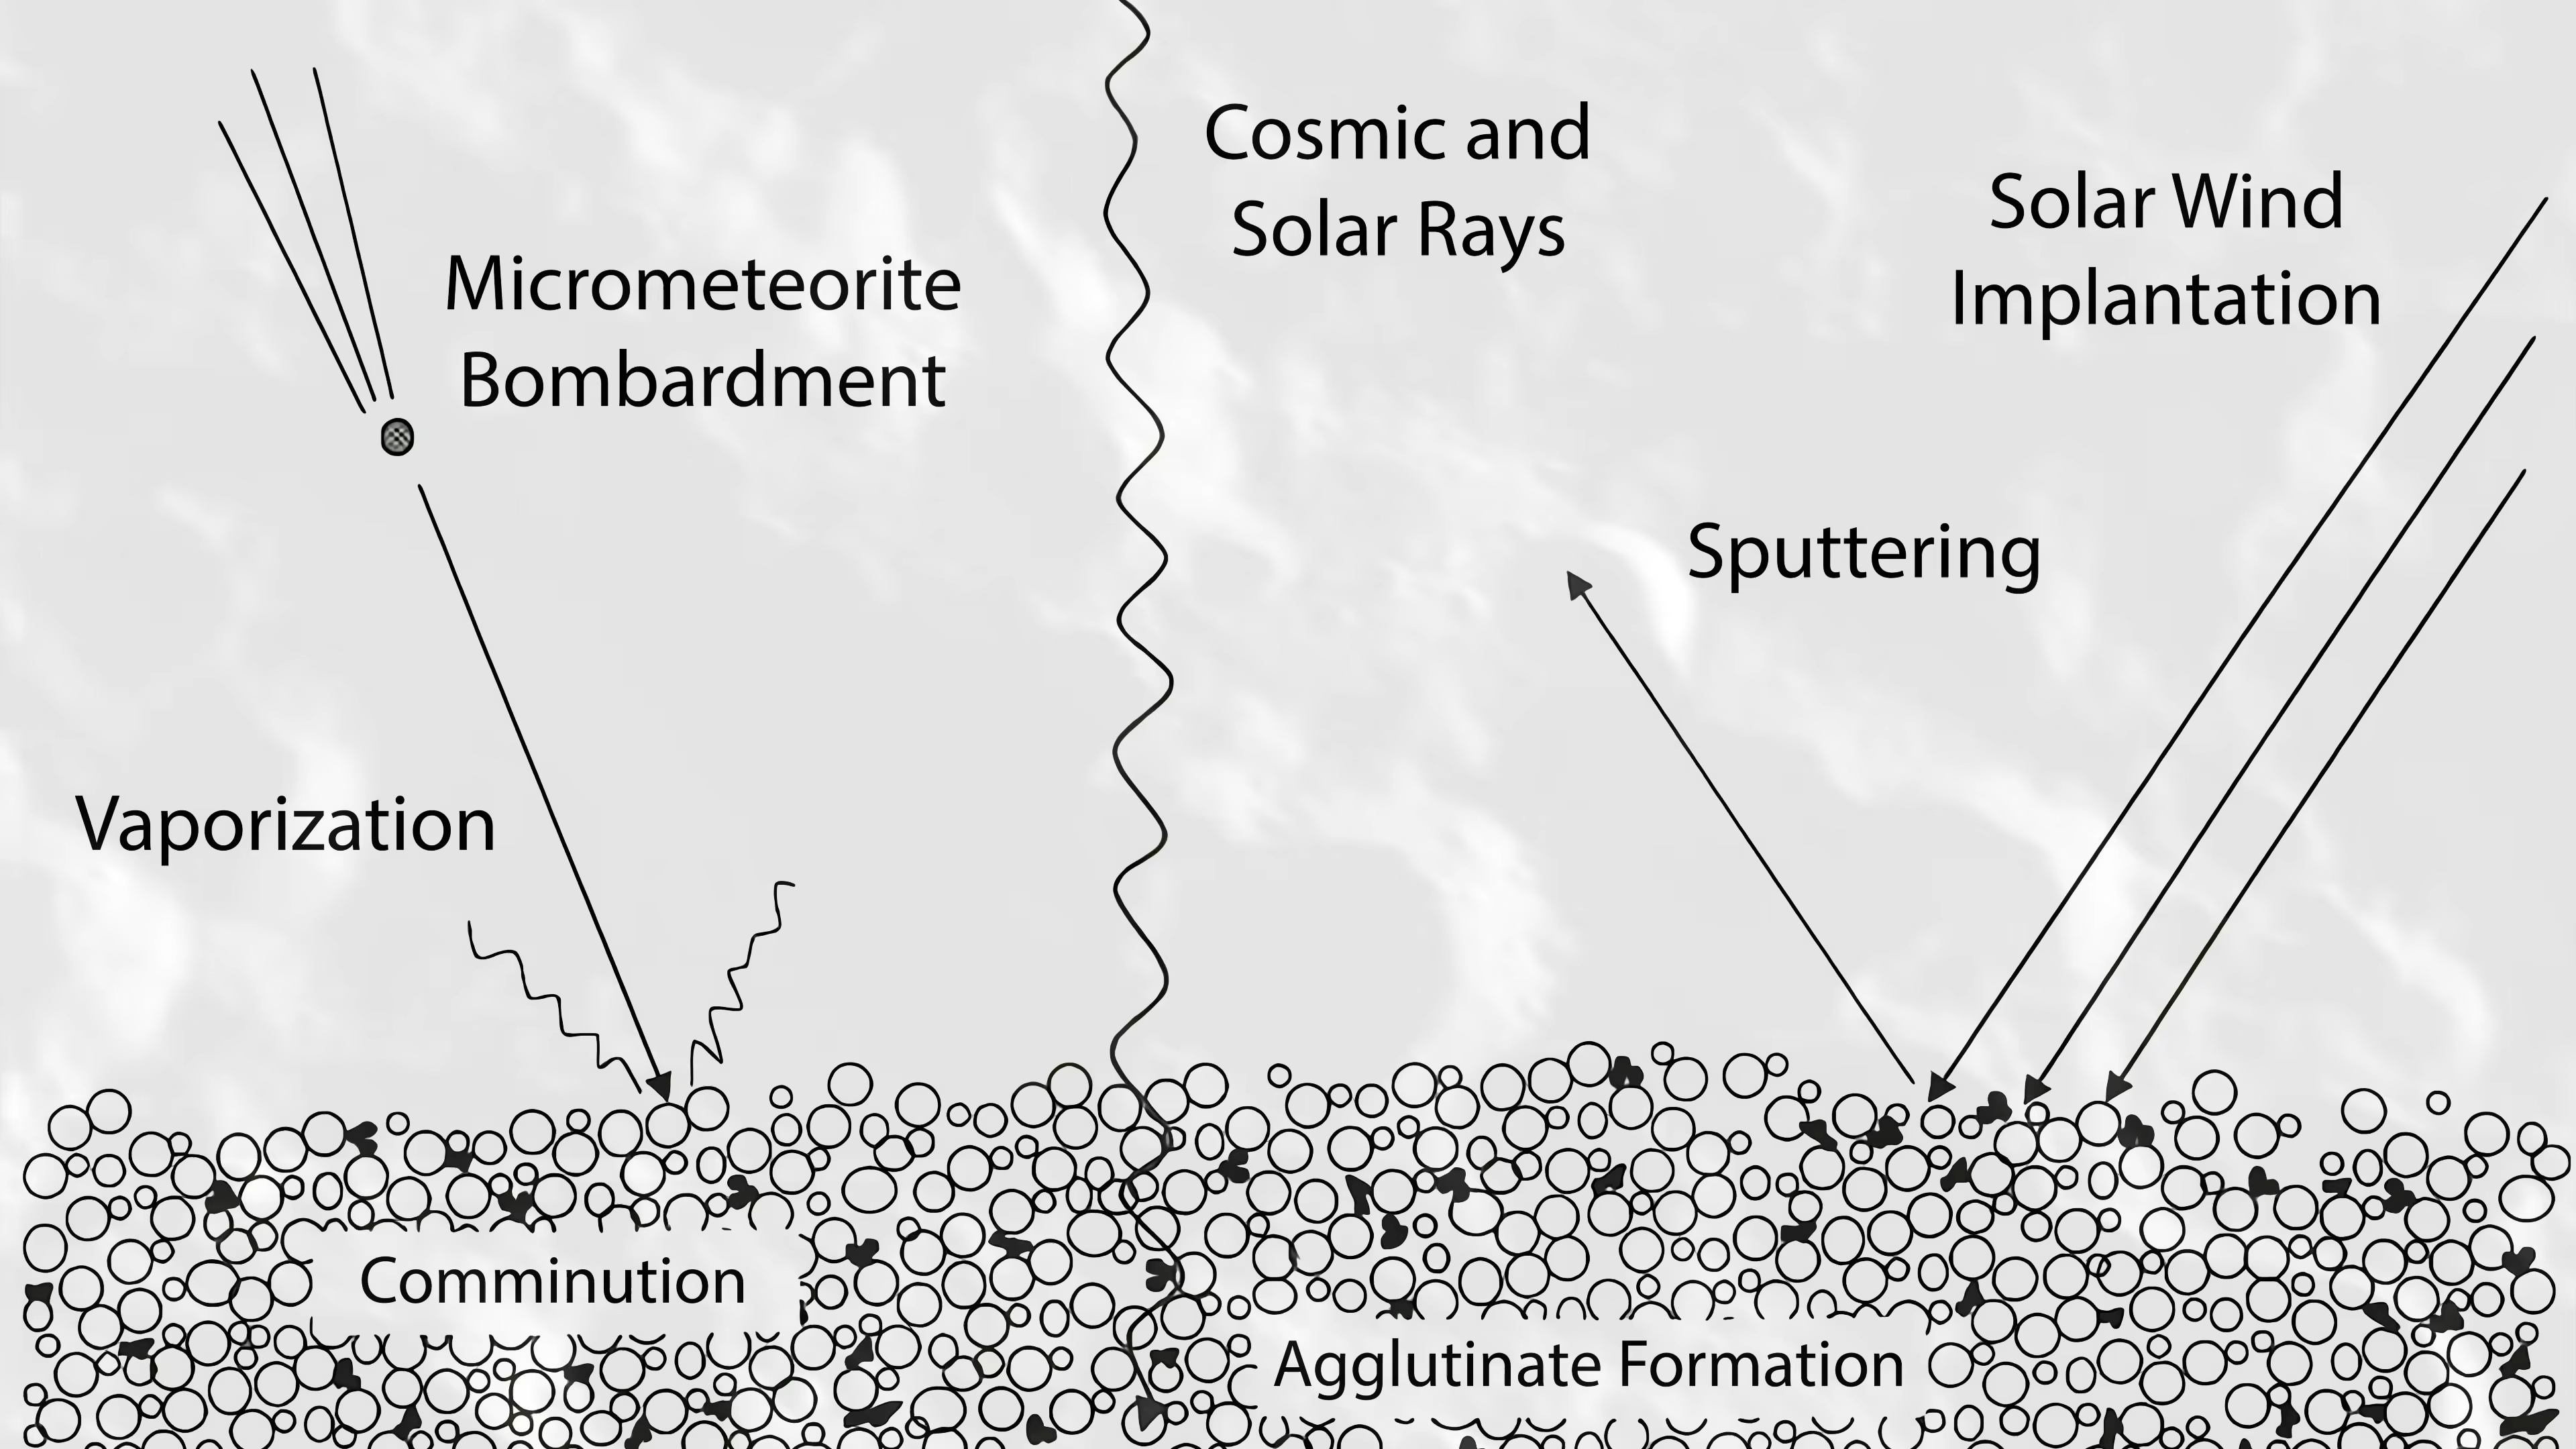 Micrometeorite
Bombardment
Cosmic and
Solar Rays
Solar Wind
Implantation
Sputtering
Vaporization
Comminution
Agglutinate Formation